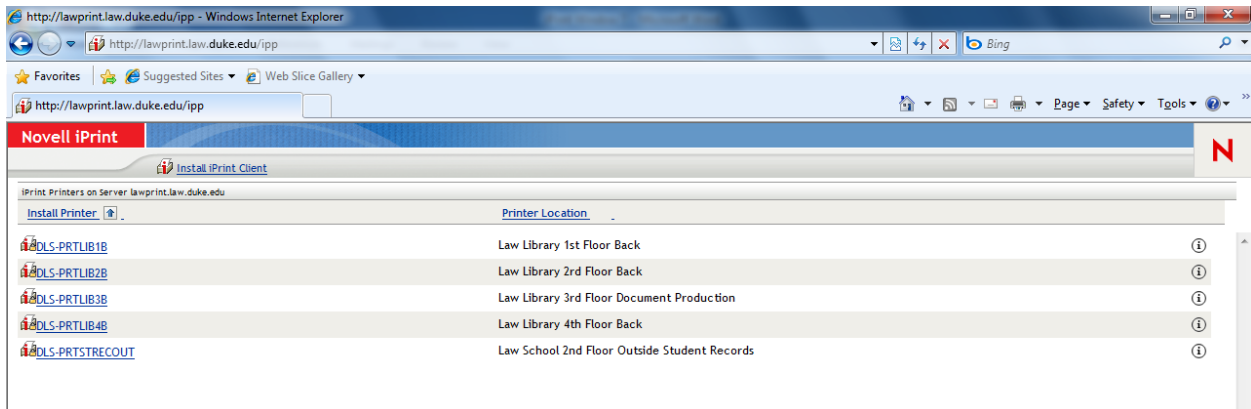 http://lawprint.law.duke.edu/ipp - Windows Internet Explorer
http://lawprint.law.duke.edu/ipp Bing
Favorites Suggested Sites Web Slice Gallery
http://lawprint.law.duke.edu/ipp Page Safety Tools »
Novell iPrint N
Install iPrint Client
iPrint Printers on Server lawprint.law.duke.edu
Install Printer Printer Location
DLS-PRTLIB1B Law Library 1st Floor Back
DLS-PRTLIB2B Law Library 2rd Floor Back
DLS-PRTLIB3B Law Library 3rd Floor Document Production
DLS-PRTLIB4B Law Library 4th Floor Back
DLS-PRTSTRECOUT Law School 2nd Floor Outside Student Records